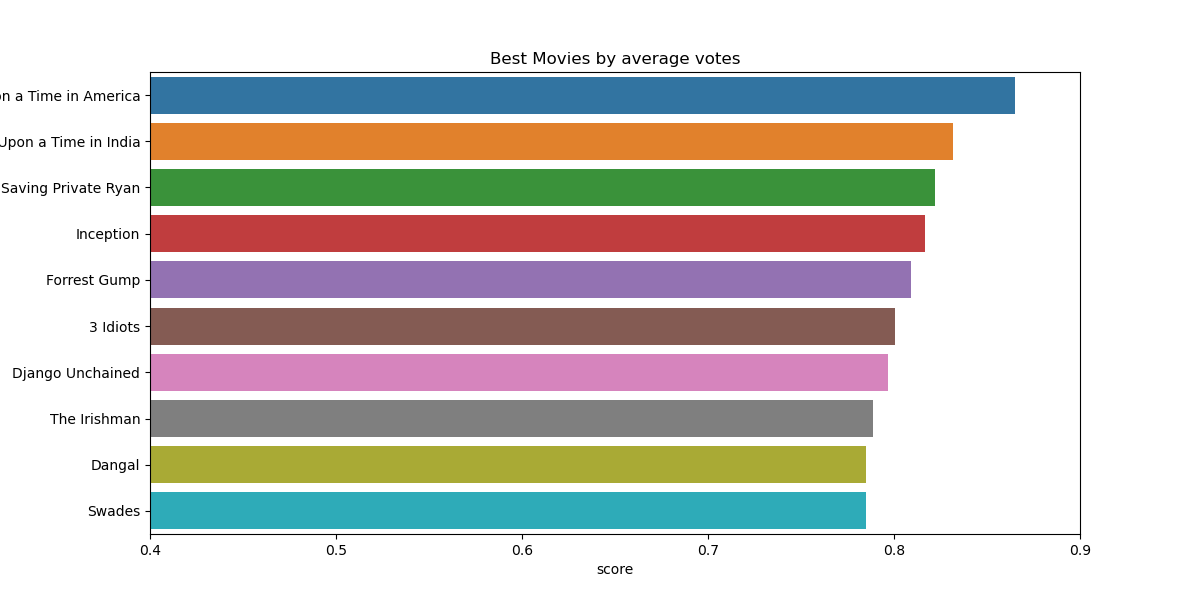 Best Movies by average votes
on a Time in America
Upon a Time in India
Saving Private Ryan
Inception
Forrest Gump
3 Idiots
Django Unchained
The Irishman
Dangal
Swades
0.4 0.5 0.6 0.7 0.8 0.9
score